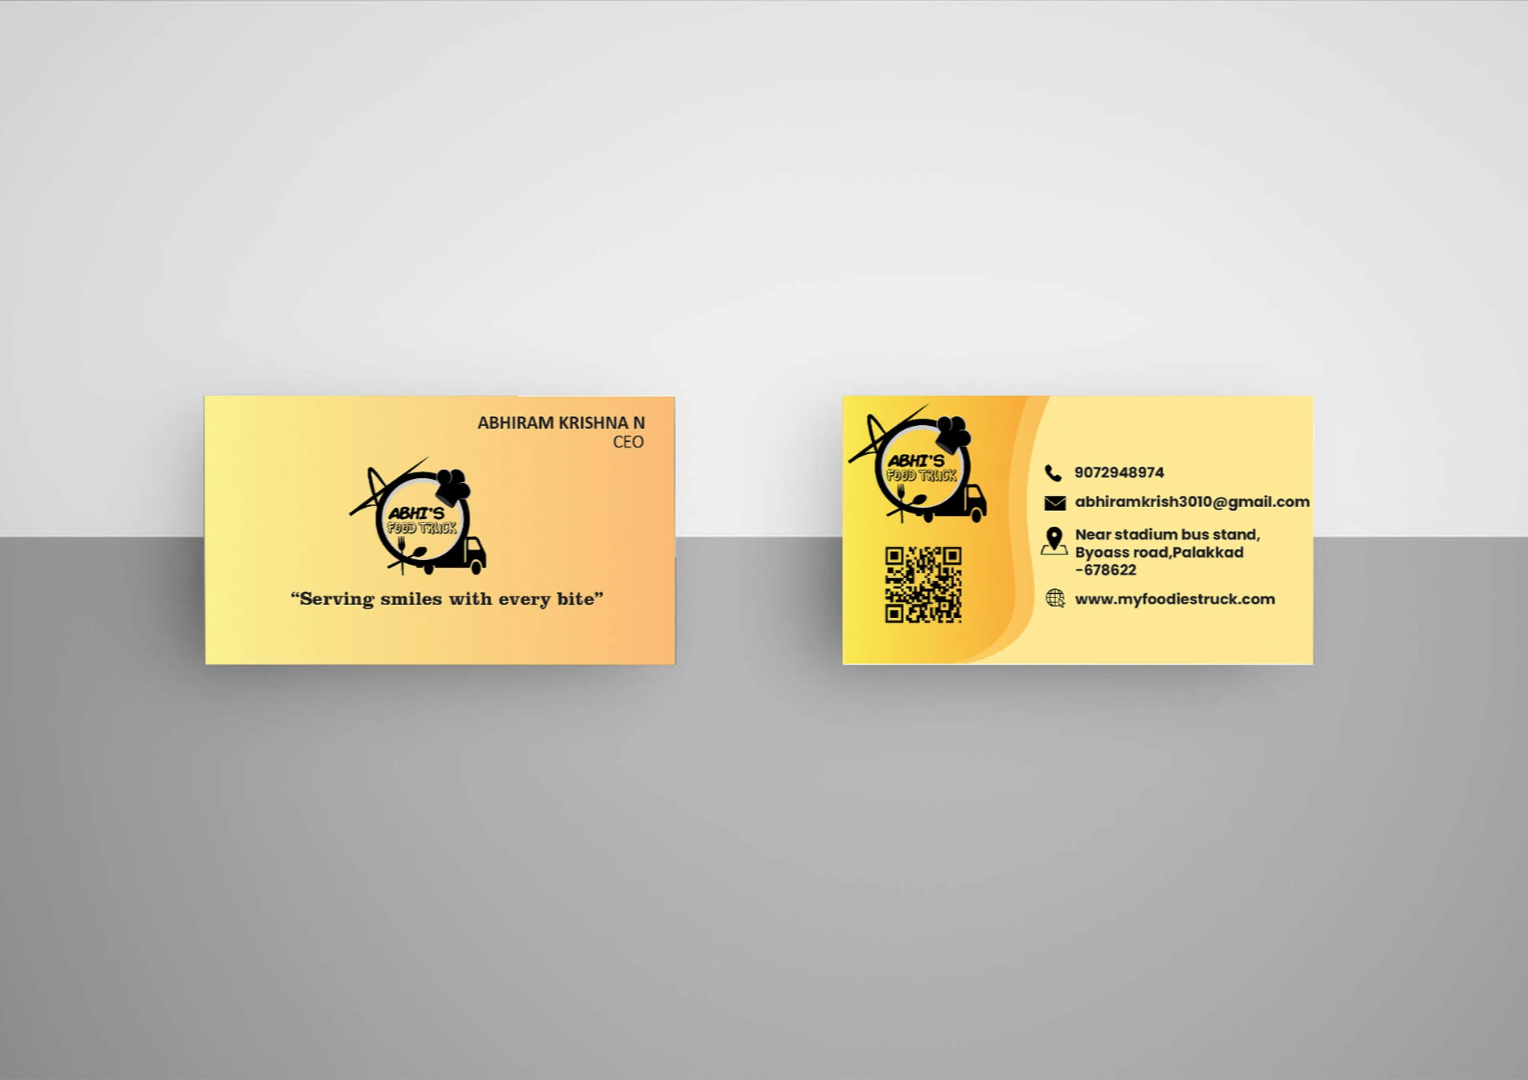 ABHIRAM KRISHNA N
CEO
ABHI'S
FOOD TRUCK
“Serving smiles with every bite”
ABHI'S
FOOD TRUCK
9072948974
abhiramkrish3010@gmail.com
Near stadium bus stand,
Byoass road,Palakkad
-678622
www.myfoodiestruck.com